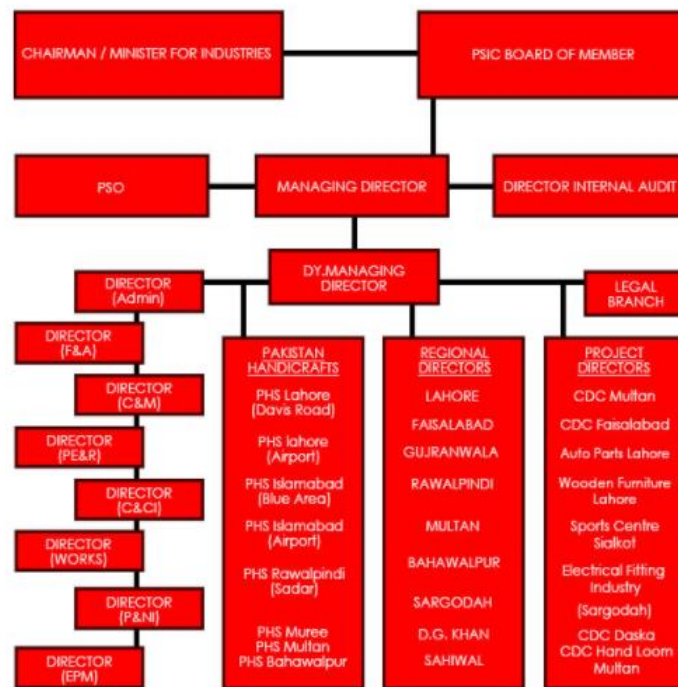 CHAIRMAN / MINISTER FOR INDUSTRIES
PSIC BOARD OF MEMBER
PSO
MANAGING DIRECTOR
DIRECTOR INTERNAL AUDIT
DY.MANAGING
DIRECTOR
DIRECTOR
(Admin)
LEGAL
BRANCH
DIRECTOR
(F&A)
DIRECTOR
(C&M)
DIRECTOR
(PE&R)
DIRECTOR
(C&CI)
DIRECTOR
(WORKS)
DIRECTOR
(P&NI)
DIRECTOR
(EPM)
PAKISTAN
HANDICRAFTS
PHS Lahore
(Davis Road)
PHS lahore
(Airport)
PHS Islamabad
(Blue Area)
PHS Islamabad
(Airport)
PHS Rawalpindi
(Sadar)
PHS Muree
PHS Multan
PHS Bahawalpur
REGIONAL
DIRECTORS
LAHORE
FAISALABAD
GUJRANWALA
RAWALPINDI
MULTAN
BAHAWALPUR
SARGODAH
D.G. KHAN
SAHIWAL
PROJECT
DIRECTORS
CDC Multan
CDC Faisalabad
Auto Parts Lahore
Wooden Furniture
Lahore
Sports Centre
Sialkot
Electrical Fitting
Industry
(Sargodah)
CDC Daska
CDC Hand Loom
Multan